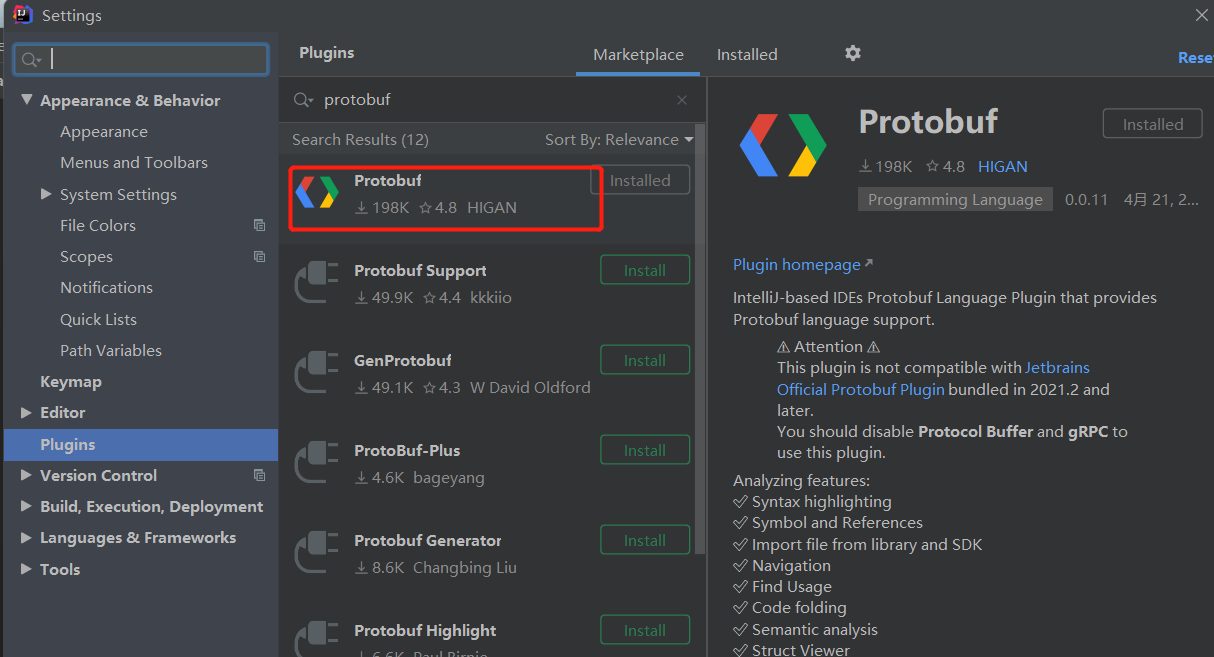 Settings
Appearance & Behavior
Appearance
Menus and Toolbars
System Settings
File Colors
Scopes
Notifications
Quick Lists
Path Variables
Keymap
Editor
Plugins
Version Control
Build, Execution, Deployment
Languages & Frameworks
Tools
Plugins
Marketplace
Installed
Rese
protobuf
Search Results (12)
Sort By: Relevance
Protobuf
Installed
198K 4.8 HIGAN
Protobuf Support
Install
49.9K 4.4 kkkiio
GenProtobuf
Install
49.1K 4.3 W David Oldford
ProtoBuf-Plus
Install
4.6K bageyang
Protobuf Generator
Install
8.6K Changbing Liu
Protobuf Highlight
Install
6.6K Paul Birnie
Protobuf
Installed
198K 4.8 HIGAN
Programming Language 0.0.11 4月 21, 2...
Plugin homepage
IntelliJ-based IDEs Protobuf Language Plugin that provides
Protobuf language support.
⚠ Attention ⚠
This plugin is not compatible with Jetbrains
Official Protobuf Plugin bundled in 2021.2 and
later.
You should disable Protocol Buffer and gRPC to
use this plugin.
Analyzing features:
✅ Syntax highlighting
✅ Symbol and References
✅ Import file from library and SDK
✅ Navigation
✅ Find Usage
✅ Code folding
✅ Semantic analysis
✅ Struct Viewer